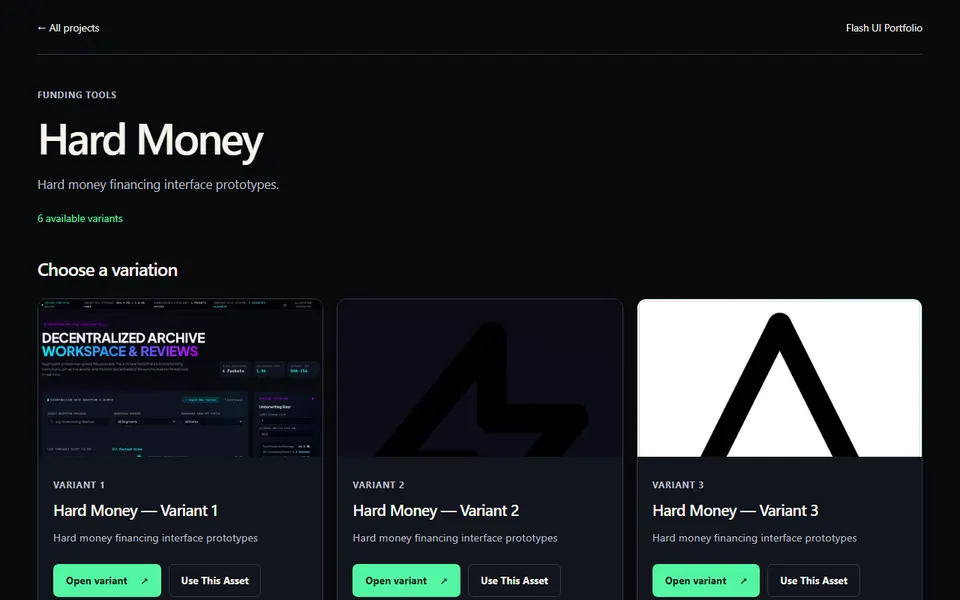 ← All projects
Flash UI Portfolio
FUNDING TOOLS
Hard Money
Hard money financing interface prototypes.
6 available variants
Choose a variation
DECENTRALIZED ARCHIVE
WORKSPACE & REVIEWS
VARIANT 1
Hard Money — Variant 1
Hard money financing interface prototypes
Open variant ↗
Use This Asset
VARIANT 2
Hard Money — Variant 2
Hard money financing interface prototypes
Open variant ↗
Use This Asset
VARIANT 3
Hard Money — Variant 3
Hard money financing interface prototypes
Open variant ↗
Use This Asset